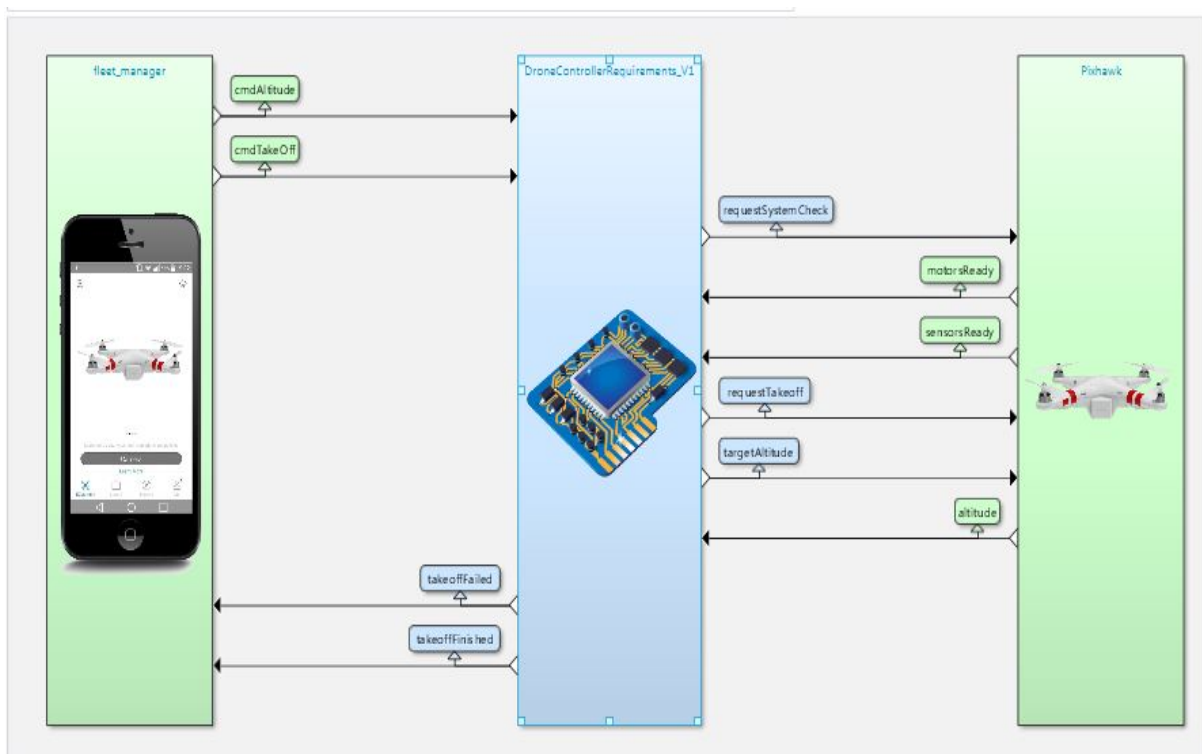 fleet_manager
DroneControllerRequirements_V1
Pixhawk
cmdAltitude
cmdTakeOff
requestSystemCheck
motorsReady
sensorsReady
requestTakeoff
targetAltitude
altitude
takeoffFailed
takeoffFinished